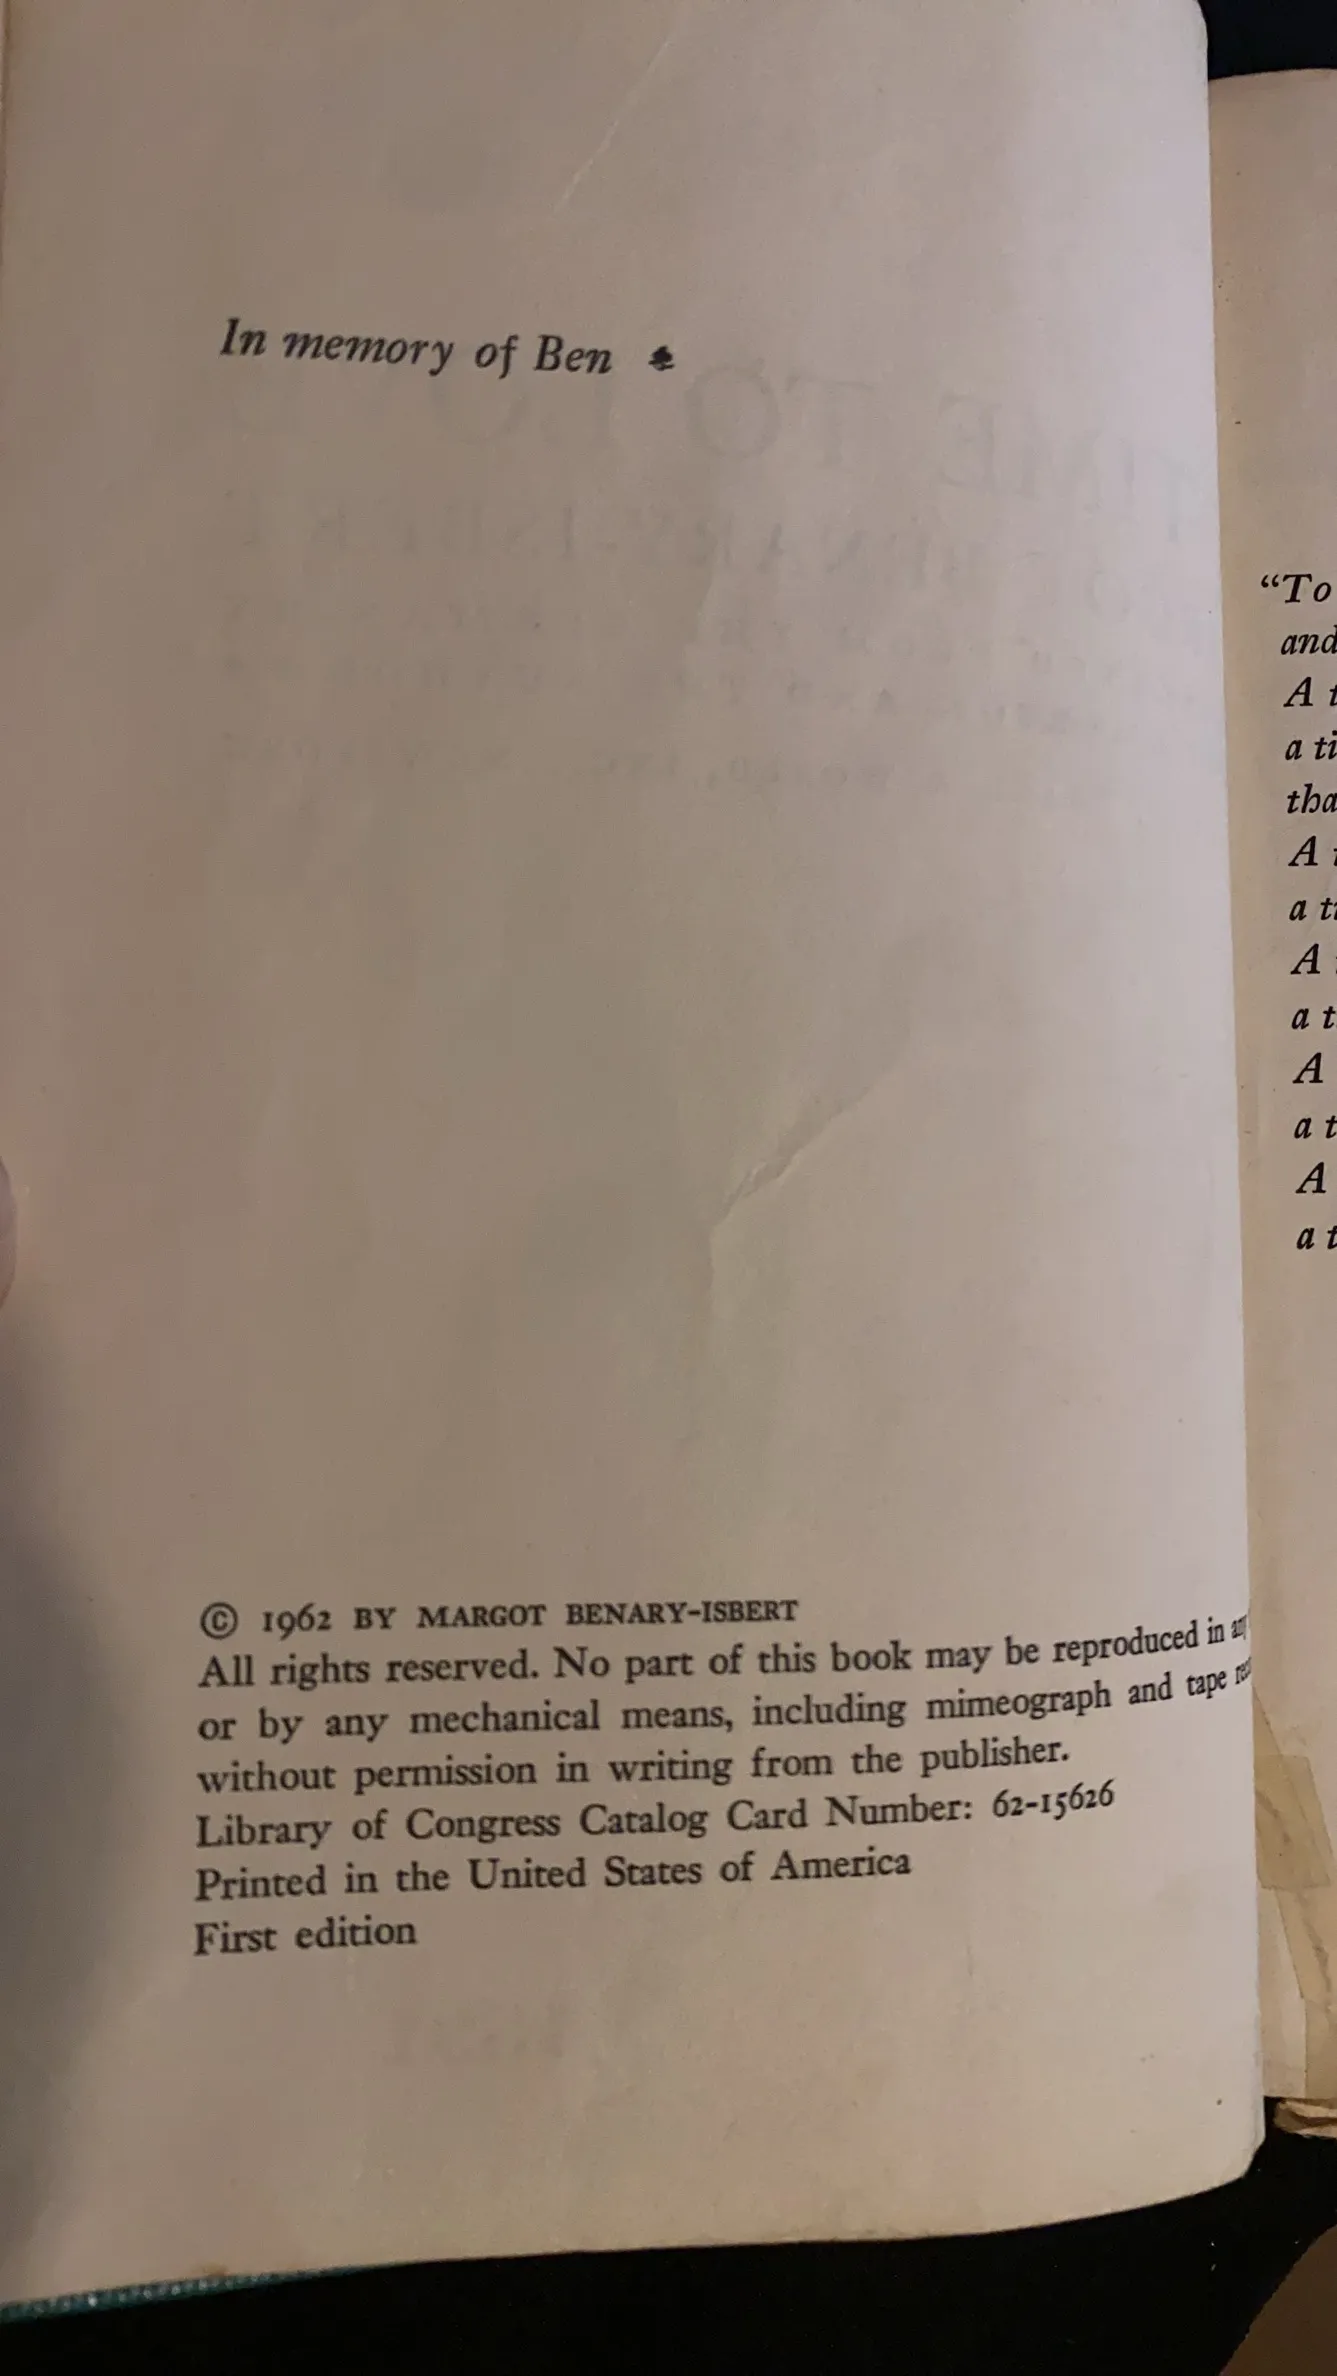 In memory of Ben
© 1962 BY MARGOT BENARY-ISBERT
All rights reserved. No part of this book may be reproduced in any
or by any mechanical means, including mimeograph and tape
without permission in writing from the publisher.
Library of Congress Catalog Card Number: 62-15626
Printed in the United States of America
First edition
"To
and
A
a
A
a
A
a
A
a
A
a